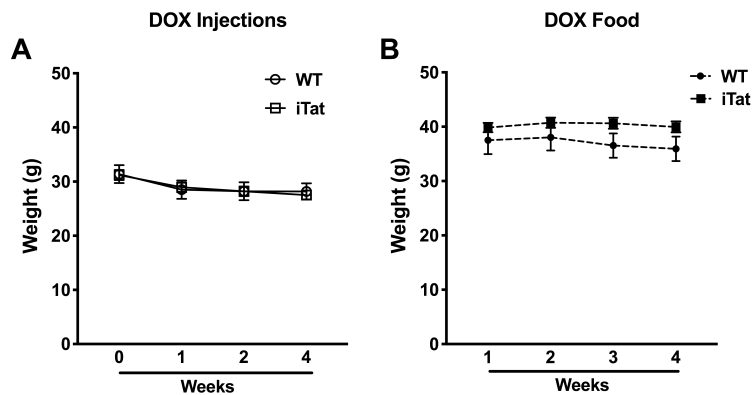 DOX Injections
A
50
40
30
20
10
0
Weight (g)
WT
iTat
0 1 2 4
Weeks
DOX Food
B
50
40
30
20
10
0
Weight (g)
WT
iTat
1 2 3 4
Weeks